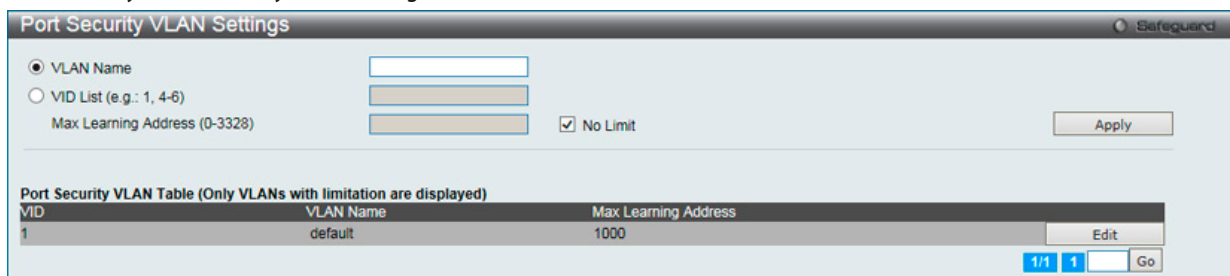 Port Security VLAN Settings Safeguard
VLAN Name
VID List (e.g.: 1, 4-6)
Max Learning Address (0-3328) No Limit Apply
Port Security VLAN Table (Only VLANs with limitation are displayed)
VID VLAN Name Max Learning Address
1 default 1000 Edit
1/1 1 Go